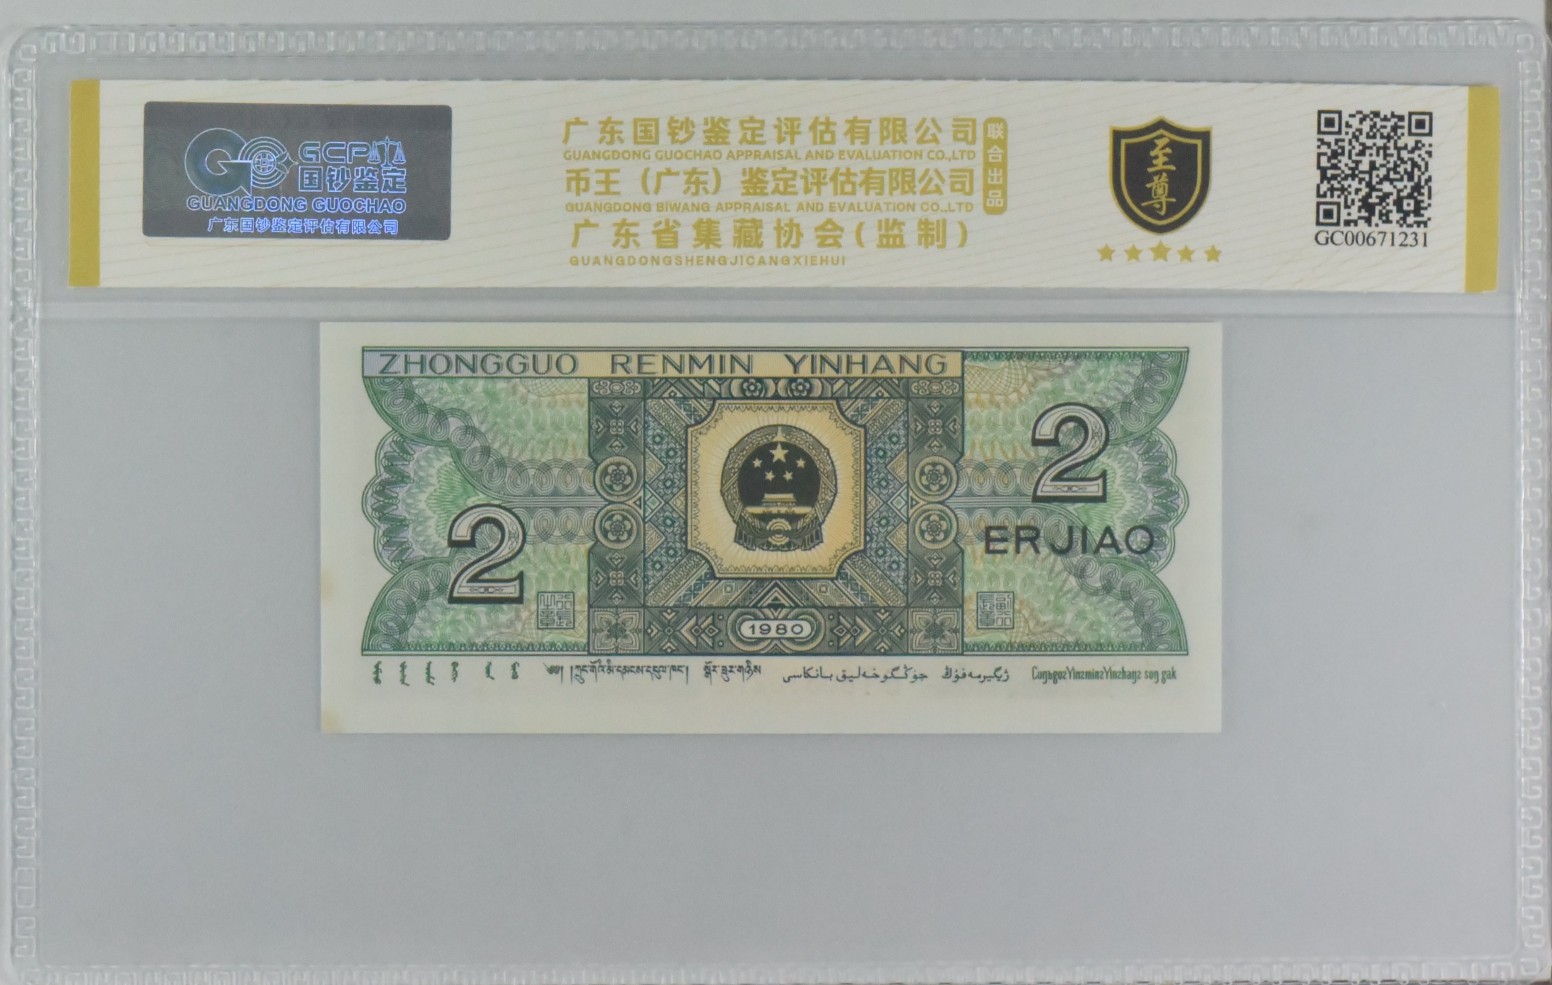 GCP
国钞鉴定
GUANGDONG GUOCHAO
广东国钞鉴定评估有限公司
广东国钞鉴定评估有限公司
GUANGDONG GUOCHAO APPRAISAL AND EVALUATION CO.,LTD
币王（广东）鉴定评估有限公司
GUANGDONG BIWANG APPRAISAL AND EVALUATION CO.,LTD
广东省集藏协会(监制)
GUANGDONGSHENGJICANGXIEHUI
联合出品
至尊
GC00671231
ZHONGGUO RENMIN YINHANG
2
2
ERJIAO
1980